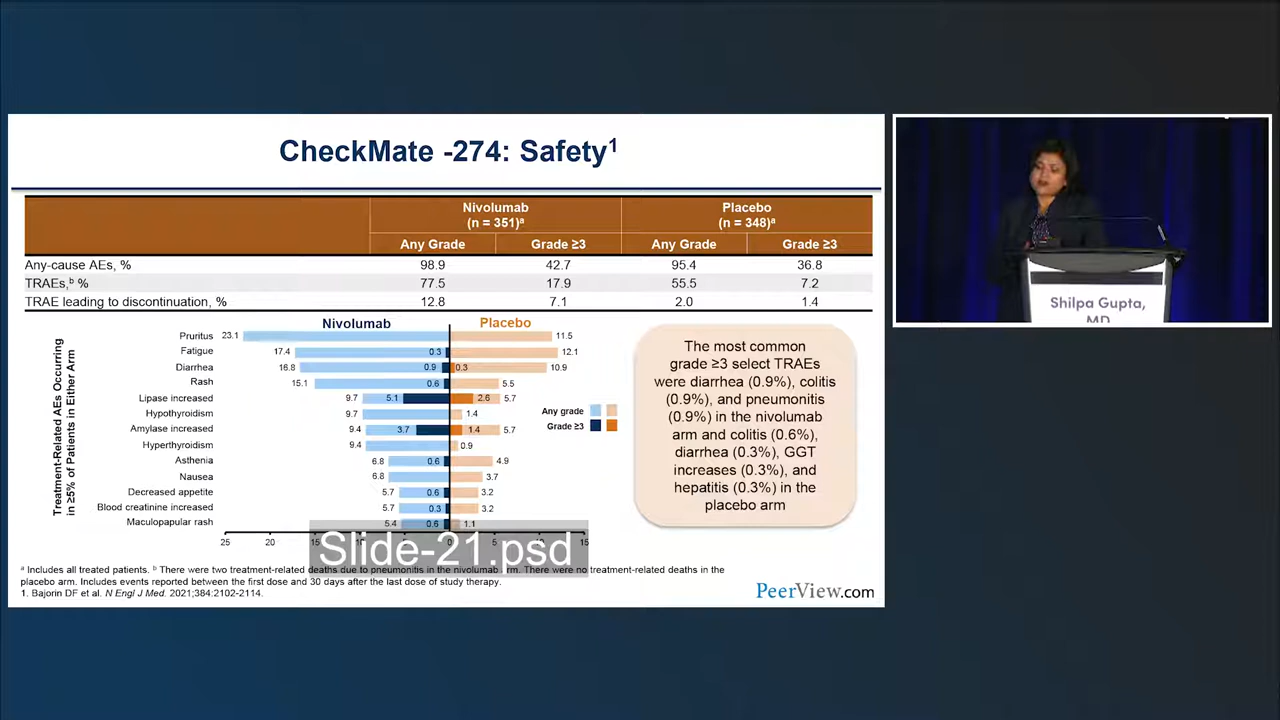 CheckMate -274: Safety1
Nivolumab
(n = 351)a
Placebo
(n = 348)a
Any Grade
Grade ≥3
Any Grade
Grade ≥3
Any-cause AEs, %
98.9
42.7
95.4
36.8
TRAEs,b %
77.5
17.9
55.5
7.2
TRAE leading to discontinuation, %
12.8
7.1
2.0
1.4
Nivolumab
Placebo
Treatment-Related AEs Occurring
in ≥5% of Patients in Either Arm
Pruritus 23.1 11.5
Fatigue 17.4 0.3 12.1
Diarrhea 16.8 0.9 0.3 10.9
Rash 15.1 0.6 5.5
Lipase increased 9.7 5.1 2.6 5.7
Hypothyroidism 9.7 1.4
Amylase increased 9.4 3.7 1.4 5.7
Hyperthyroidism 9.4 0.9
Asthenia 6.8 0.6 4.9
Nausea 6.8 3.7
Decreased appetite 5.7 0.6 3.2
Blood creatinine increased 5.7 0.3 3.2
Maculopapular rash 5.4 0.6 1.1
25 20 15 10 5 0 5 10 15
Any grade
Grade ≥3
The most common
grade ≥3 select TRAEs
were diarrhea (0.9%), colitis
(0.9%), and pneumonitis
(0.9%) in the nivolumab
arm and colitis (0.6%),
diarrhea (0.3%), GGT
increases (0.3%), and
hepatitis (0.3%) in the
placebo arm
Slide-21.psd
a Includes all treated patients. b There were two treatment-related deaths due to pneumonitis in the nivolumab arm. There were no treatment-related deaths in the
placebo arm. Includes events reported between the first dose and 30 days after the last dose of study therapy.
1. Bajorin DF et al. N Engl J Med. 2021;384:2102-2114.
PeerView.com
Shilpa Gupta,
MD